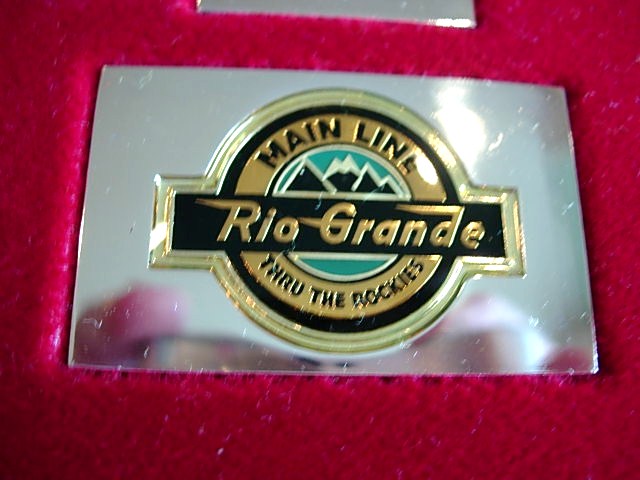 MAIN LINE
Rio Grande
THRU THE ROCKIES